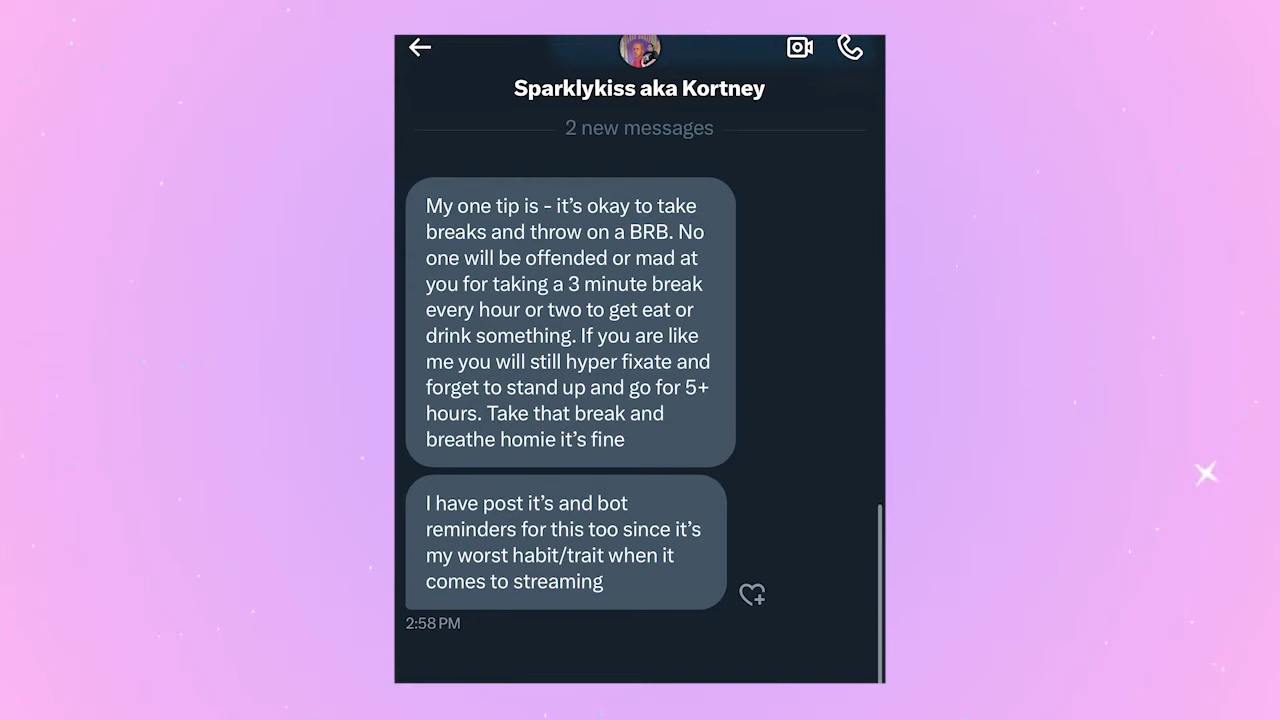 Sparklykiss aka Kortney
2 new messages
My one tip is - it's okay to take
breaks and throw on a BRB. No
one will be offended or mad at
you for taking a 3 minute break
every hour or two to get eat or
drink something. If you are like
me you will still hyper fixate and
forget to stand up and go for 5+
hours. Take that break and
breathe homie it's fine
I have post it's and bot
reminders for this too since it's
my worst habit/trait when it
comes to streaming
2:58 PM